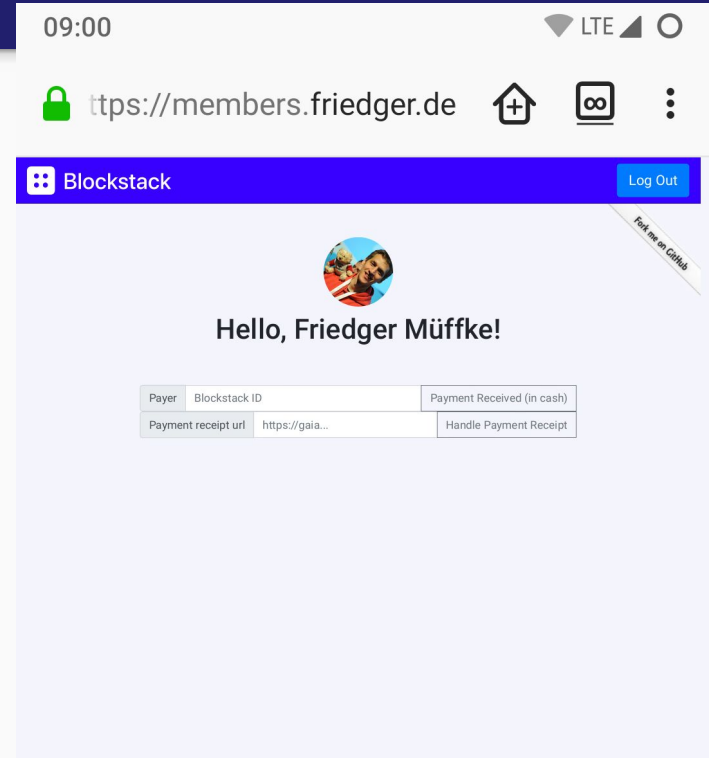 09:00 LTE
ttps://members.friedger.de
Blockstack Log Out
Fork me on GitHub
Hello, Friedger Müffke!
Payer Blockstack ID Payment Received (in cash)
Payment receipt url https://gaia... Handle Payment Receipt